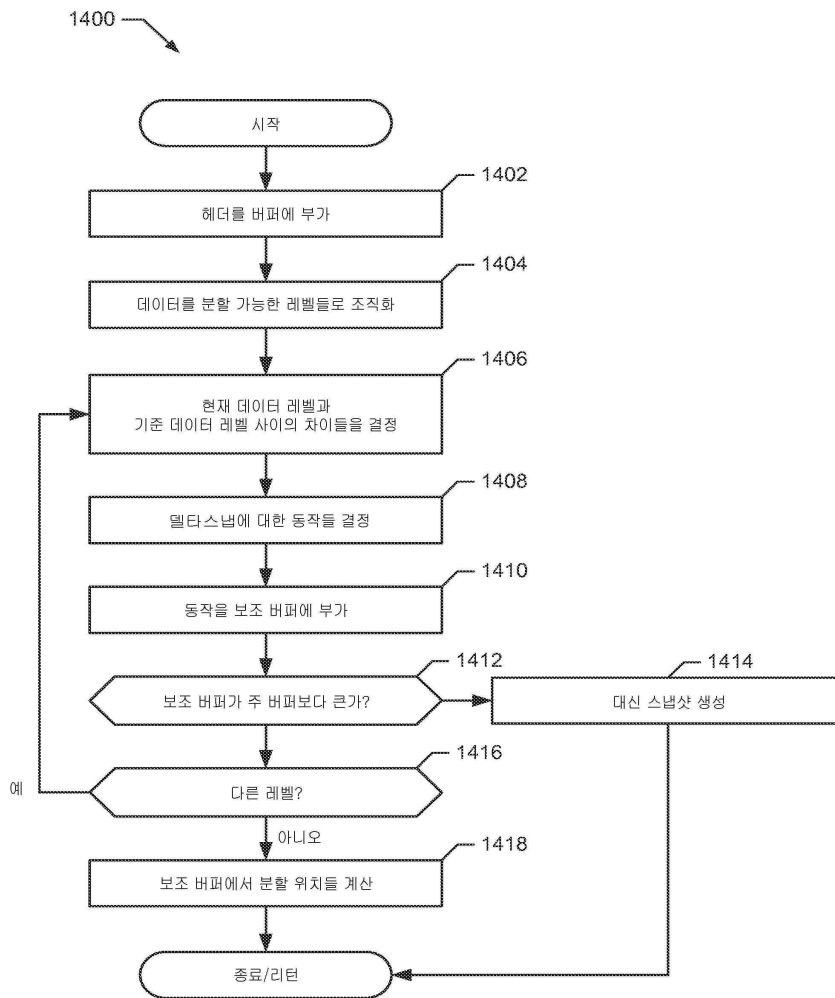 1400
시작
1402
헤더를 버퍼에 부가
1404
데이터를 분할 가능한 레벨들로 조직화
1406
현재 데이터 레벨과
기준 데이터 레벨 사이의 차이들을 결정
1408
델타스냅에 대한 동작들 결정
1410
동작을 보조 버퍼에 부가
1412
보조 버퍼가 주 버퍼보다 큰가?
1414
대신 스냅샷 생성
1416
예
다른 레벨?
아니오
1418
보조 버퍼에서 분할 위치들 계산
종료/리턴